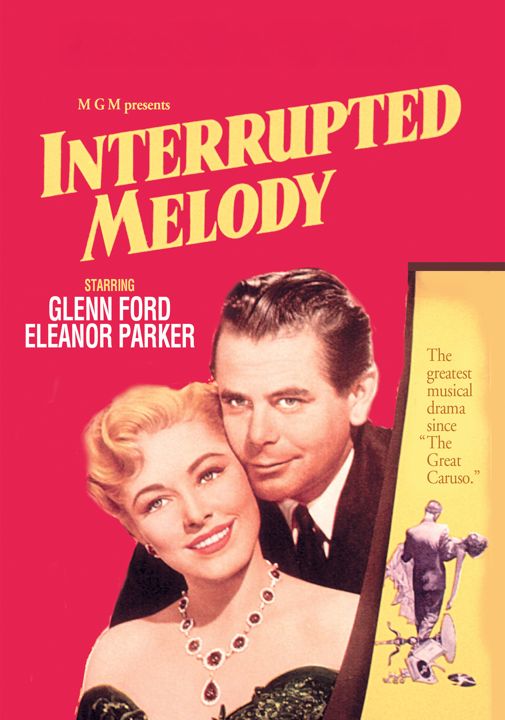 M G M presents
INTERRUPTED
MELODY
STARRING
GLENN FORD
ELEANOR PARKER
The
greatest
musical
drama
since
“The
Great
Caruso.”